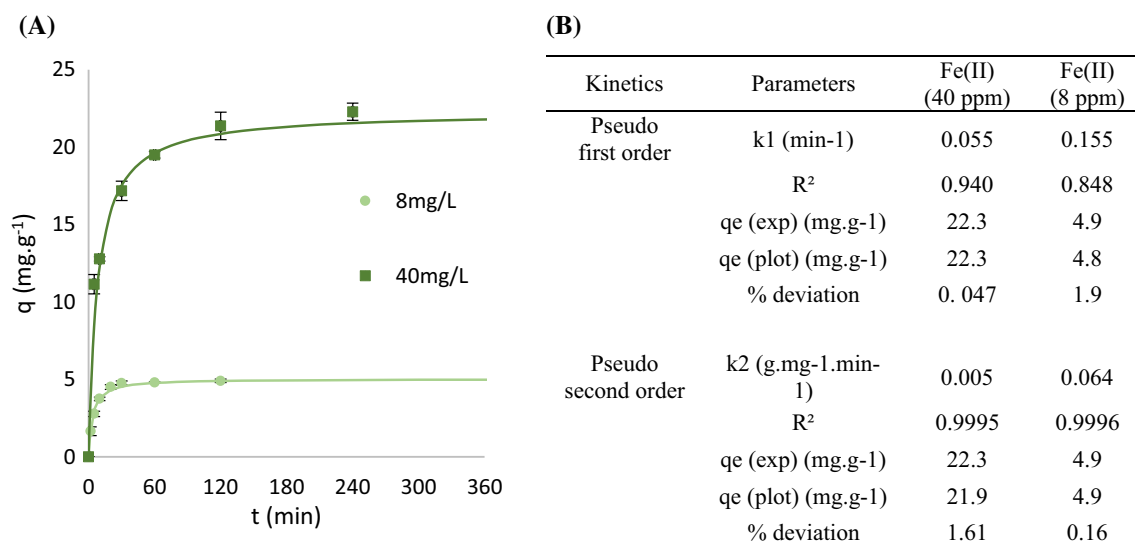 (A)
25
20
15
10
5
0
q (mg.g-1)
8mg/L
40mg/L
0 60 120 180 240 300 360
t (min)
(B)
Kinetics Parameters Fe(II) (40 ppm) Fe(II) (8 ppm)
Pseudo first order k1 (min-1) 0.055 0.155
R² 0.940 0.848
qe (exp) (mg.g-1) 22.3 4.9
qe (plot) (mg.g-1) 22.3 4.8
% deviation 0. 047 1.9
Pseudo second order k2 (g.mg-1.min-1) 0.005 0.064
R² 0.9995 0.9996
qe (exp) (mg.g-1) 22.3 4.9
qe (plot) (mg.g-1) 21.9 4.9
% deviation 1.61 0.16